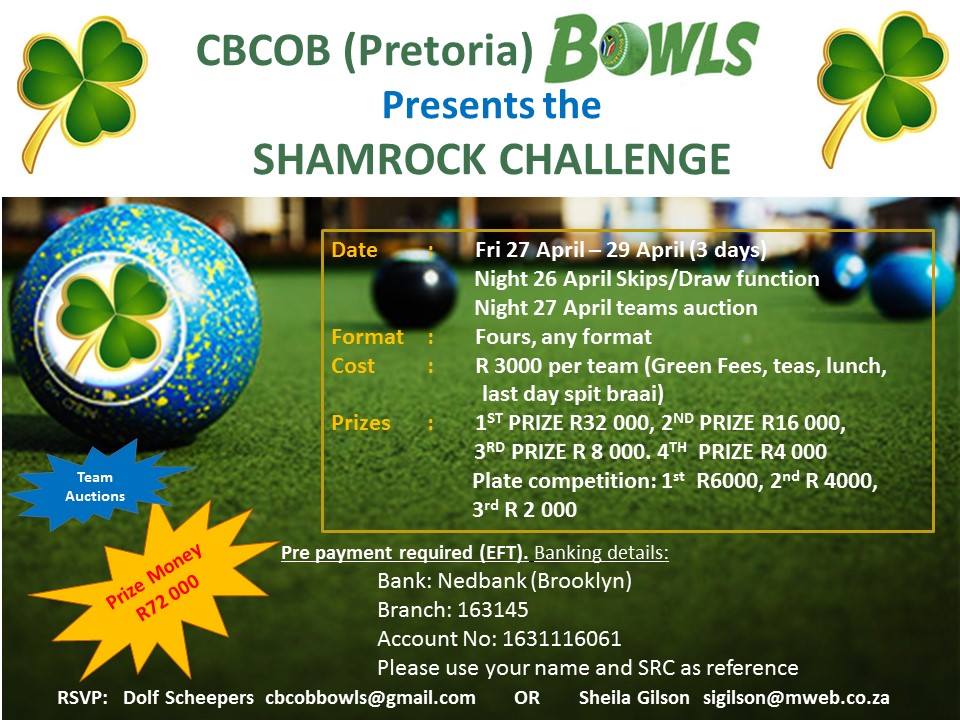 CBCOB (Pretoria) BOWLS
Presents the
SHAMROCK CHALLENGE
Date : Fri 27 April – 29 April (3 days)
Night 26 April Skips/Draw function
Night 27 April teams auction
Format : Fours, any format
Cost : R 3000 per team (Green Fees, teas, lunch,
last day spit braai)
Prizes : 1ST PRIZE R32 000, 2ND PRIZE R16 000,
3RD PRIZE R 8 000. 4TH PRIZE R4 000
Plate competition: 1st R6000, 2nd R 4000,
3rd R 2 000
Team
Auctions
Prize Money
R72 000
Pre payment required (EFT). Banking details:
Bank: Nedbank (Brooklyn)
Branch: 163145
Account No: 1631116061
Please use your name and SRC as reference
RSVP: Dolf Scheepers cbcobbowls@gmail.com OR Sheila Gilson sigilson@mweb.co.za